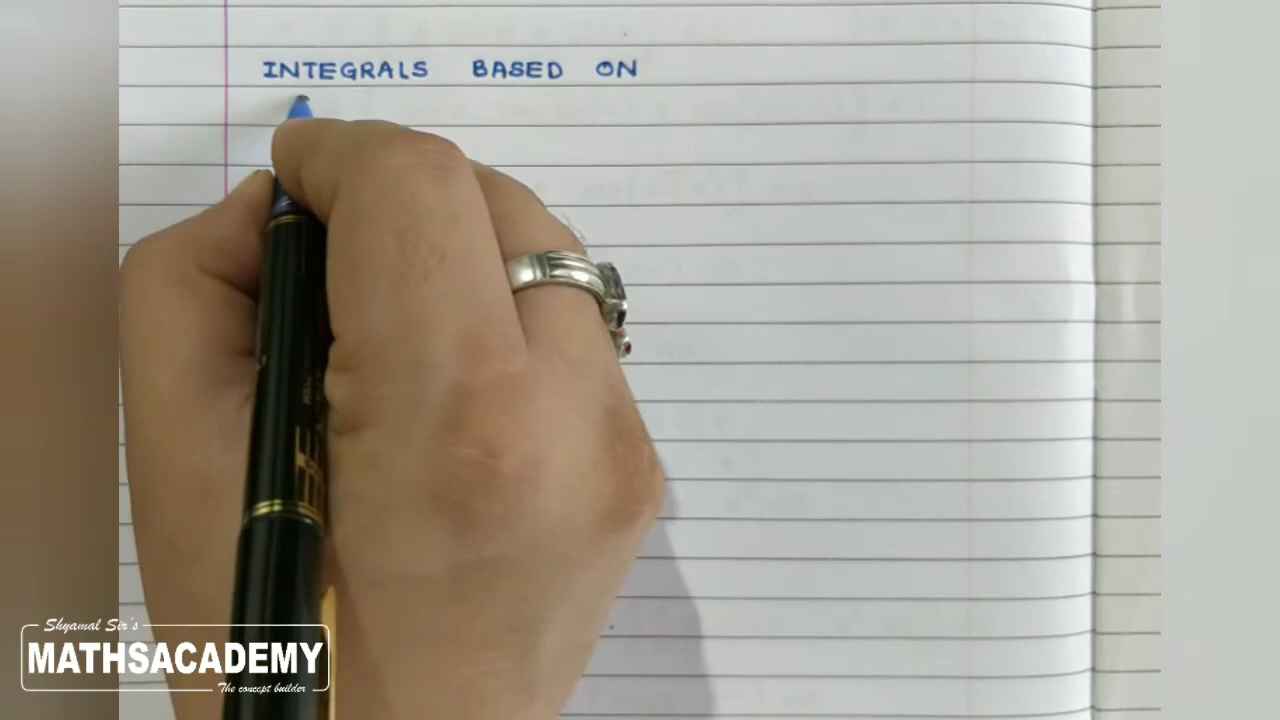 INTEGRALS BASED ON
Shyamal Sir's
MATHSACADEMY
The concept builder